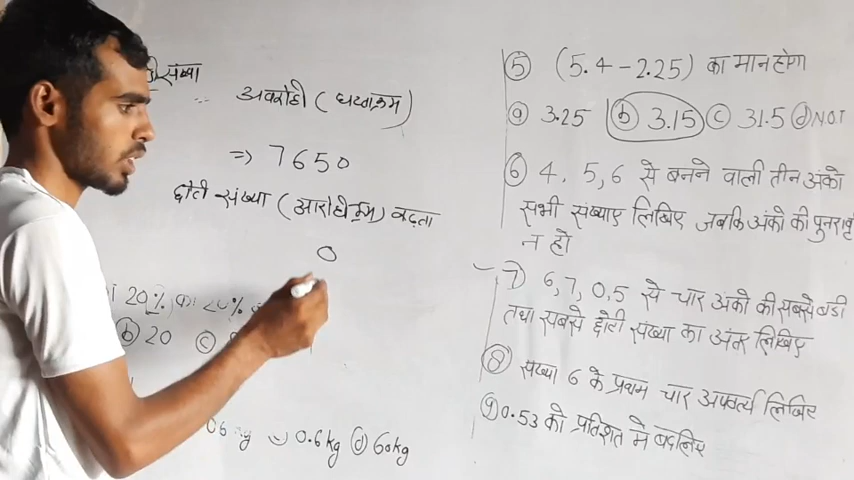 संख्या
अवरोही (घटताक्रम)
=> 7650
छोटी संख्या (आरोही क्रम) बढ़ता
0
20% का 20%
(b) 20 (c)
0.6kg (d) 60kg
(5) (5.4-2.25) का मान होगा
(a) 3.25 (b) 3.15 (c) 31.5 (d) NOT
(6) 4, 5, 6 से बनने वाली तीन अंको
सभी संख्याए लिखिए जबकि अंको की
न हो
7) 6, 7, 0, 5 से चार अंको की सबसे बडी
तथा सबसे छोटी संख्या का अंतर लिखिए
(8) संख्या 6 के प्रथम चार अपवर्त्य लिखिए
(9) 0.53 को प्रतिशत मे बदलिए